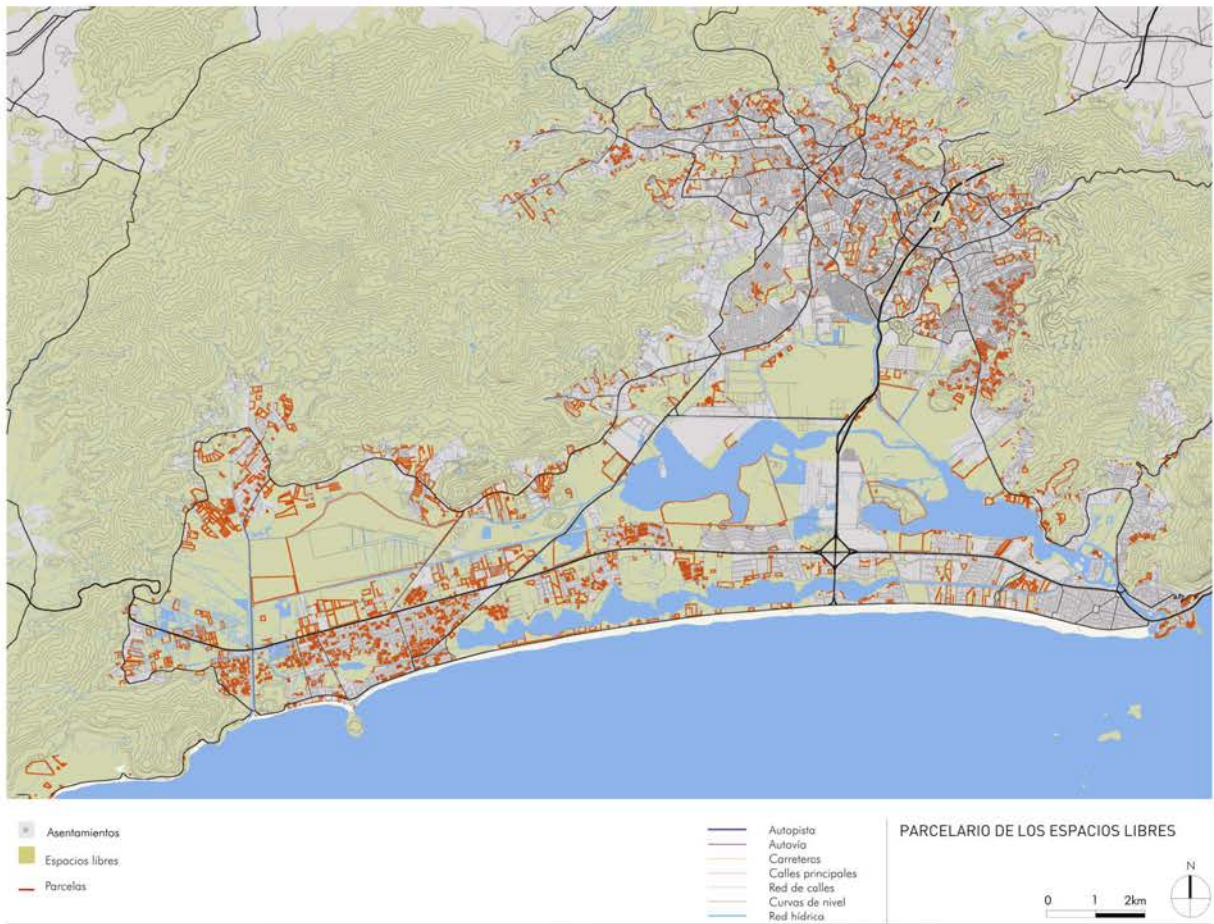 Asentamientos
Espacios libres
Parcelas
Autopista
Autovía
Carreteras
Calles principales
Red de calles
Curvas de nivel
Red hídrica
PARCELARIO DE LOS ESPACIOS LIBRES
N
0 1 2km